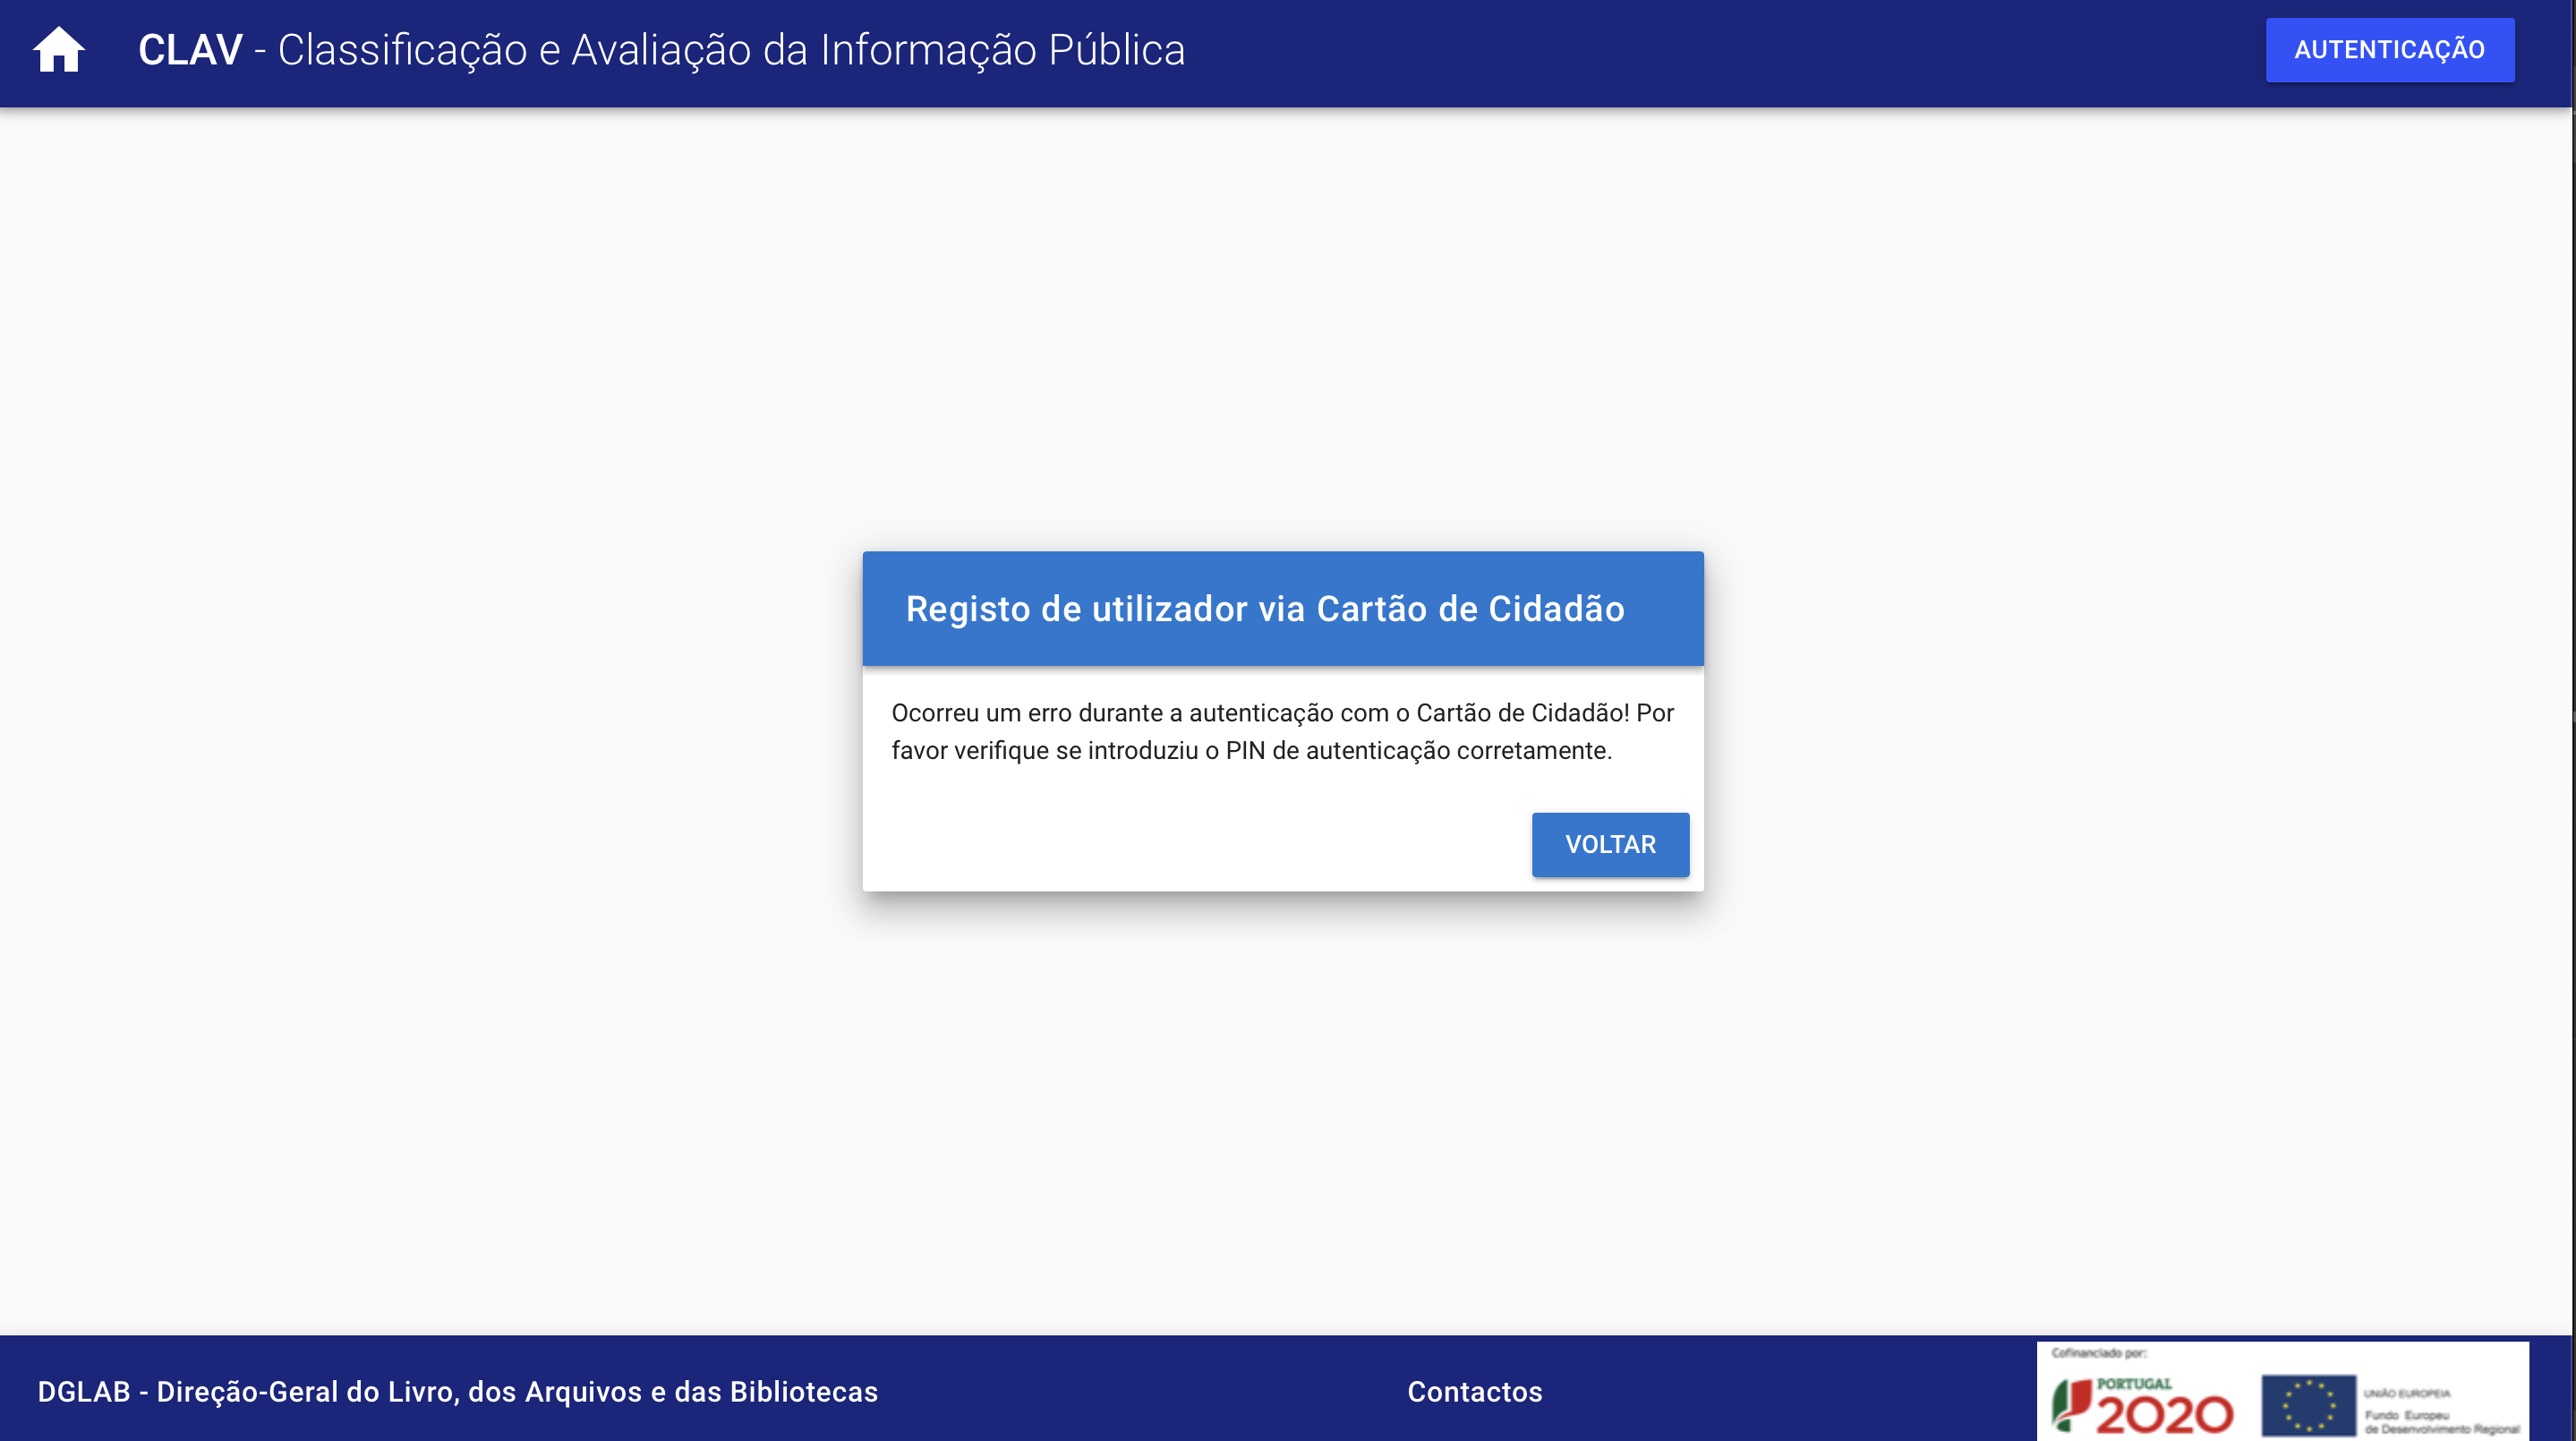 CLAV - Classificação e Avaliação da Informação Pública
AUTENTICAÇÃO
Registo de utilizador via Cartão de Cidadão
Ocorreu um erro durante a autenticação com o Cartão de Cidadão! Por
favor verifique se introduziu o PIN de autenticação corretamente.
VOLTAR
DGLAB - Direção-Geral do Livro, dos Arquivos e das Bibliotecas
Contactos
Cofinanciado por:
PORTUGAL
2020
UNIÃO EUROPEIA
Fundo Europeu
de Desenvolvimento Regional